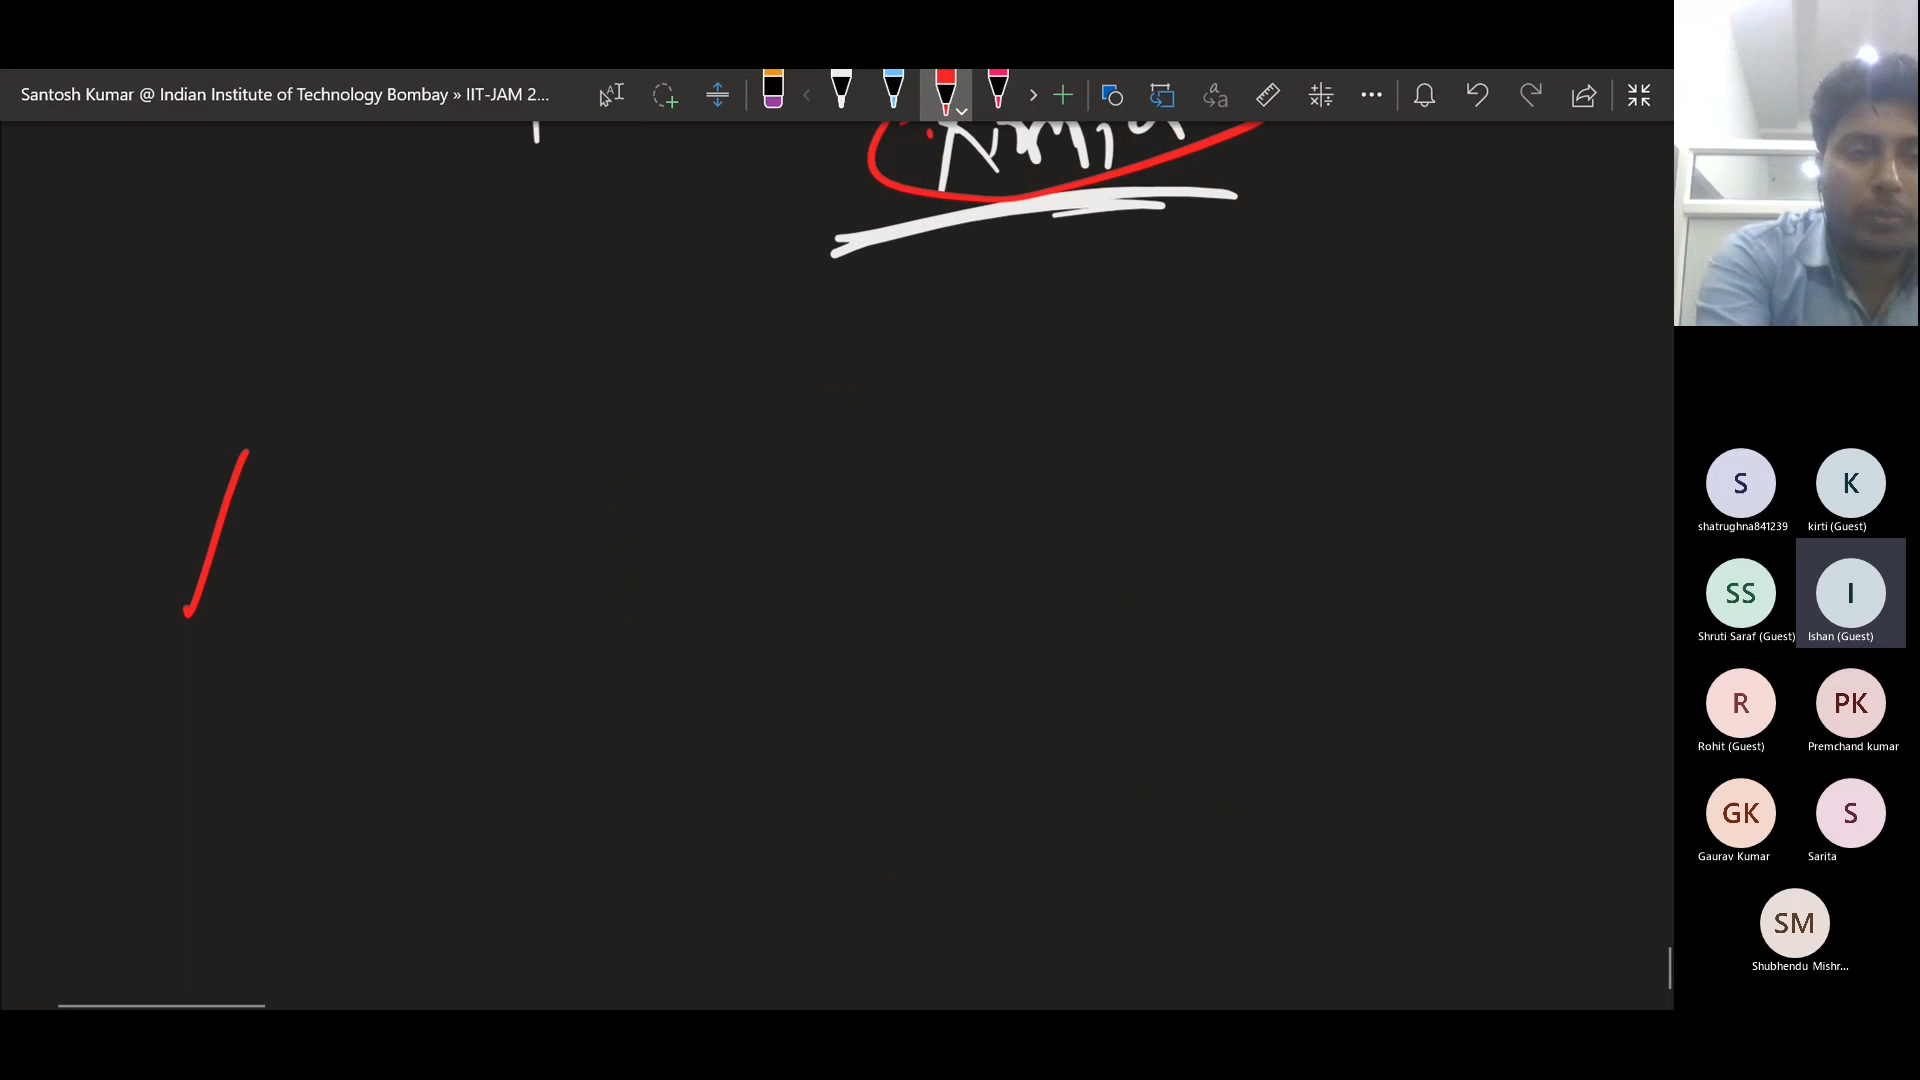 Santosh Kumar @ Indian Institute of Technology Bombay » IIT-JAM 2...
S
K
shatrughna841239
kirti (Guest)
SS
I
Shruti Saraf (Guest)
Ishan (Guest)
R
PK
Rohit (Guest)
Premchand kumar
GK
S
Gaurav Kumar
Sarita
SM
Shubhendu Mishr...